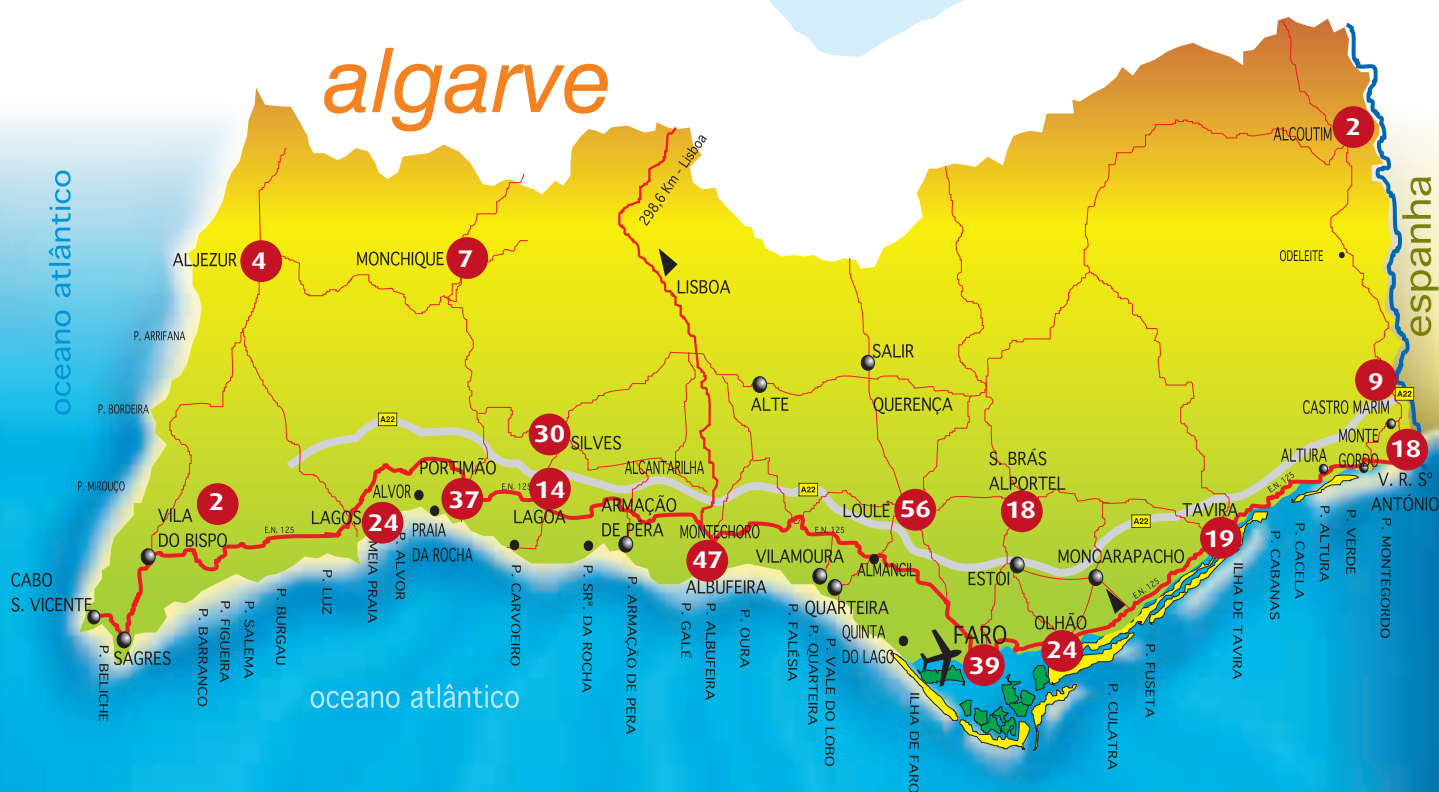 algarve
oceano atlântico
espanha
298,6 Km - Lisboa
ALCOUTIM
2
ALJEZUR
4
MONCHIQUE
7
LISBOA
ODELEITE
P. ARRIFANA
SALIR
ALTE
QUERENÇA
9
A22
CASTRO MARIM
P. BORDEIRA
A22
30
SILVES
MONTE
GORDO
18
V. R. Sº
ANTÓNIO
ALTURA
E.N. 125
P. MIROUÇO
PORTIMÃO
37
ALVOR
PRAIA
DA ROCHA
E.N. 125
14
LAGOA
ALCANTARILHA
ARMAÇÃO
DE PÊRA
A22
S. BRÁS
ALPORTEL
18
LOULÉ
56
A22
TAVIRA
19
2
VILA
DO BISPO
E.N. 125
LAGOS
24
MONTECHORO
47
ALBUFEIRA
E.N. 125
VILAMOURA
ALMANCIL
QUARTEIRA
ESTOI
MONCARAPACHO
E.N. 125
CABO
S. VICENTE
SAGRES
QUINTA
DO LAGO
FARO
39
OLHÃO
24
P. BELICHE
P. BARRANCO
P. FIGUEIRA
P. SALEMA
P. BURGAU
P. LUZ
MEIA PRAIA
P. ALVOR
P. CARVOEIRO
P. SRª. DA ROCHA
P. ARMAÇÃO DE PERA
P. GALÉ
P. ALBUFEIRA
P. OURA
P. FALÉSIA
P. QUARTEIRA
P. VALE DO LOBO
ILHA DE FARO
P. CULATRA
P. FUSETA
ILHA DE TAVIRA
P. CABANAS
P. CACELA
P. ALTURA
P. VERDE
P. MONTEGORDO
oceano atlântico